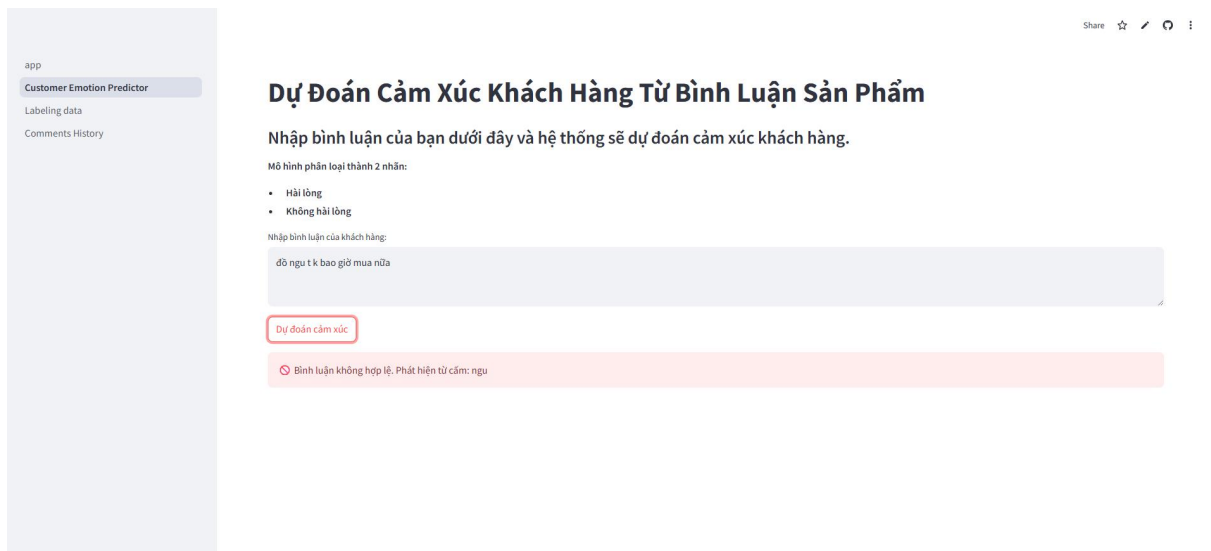 Share
app
Customer Emotion Predictor
Labeling data
Comments History
Dự Đoán Cảm Xúc Khách Hàng Từ Bình Luận Sản Phẩm
Nhập bình luận của bạn dưới đây và hệ thống sẽ dự đoán cảm xúc khách hàng.
Mô hình phân loại thành 2 nhãn:
Hài lòng
Không hài lòng
Nhập bình luận của khách hàng:
đồ ngu t k bao giờ mua nữa
Dự đoán cảm xúc
Bình luận không hợp lệ. Phát hiện từ cấm: ngu